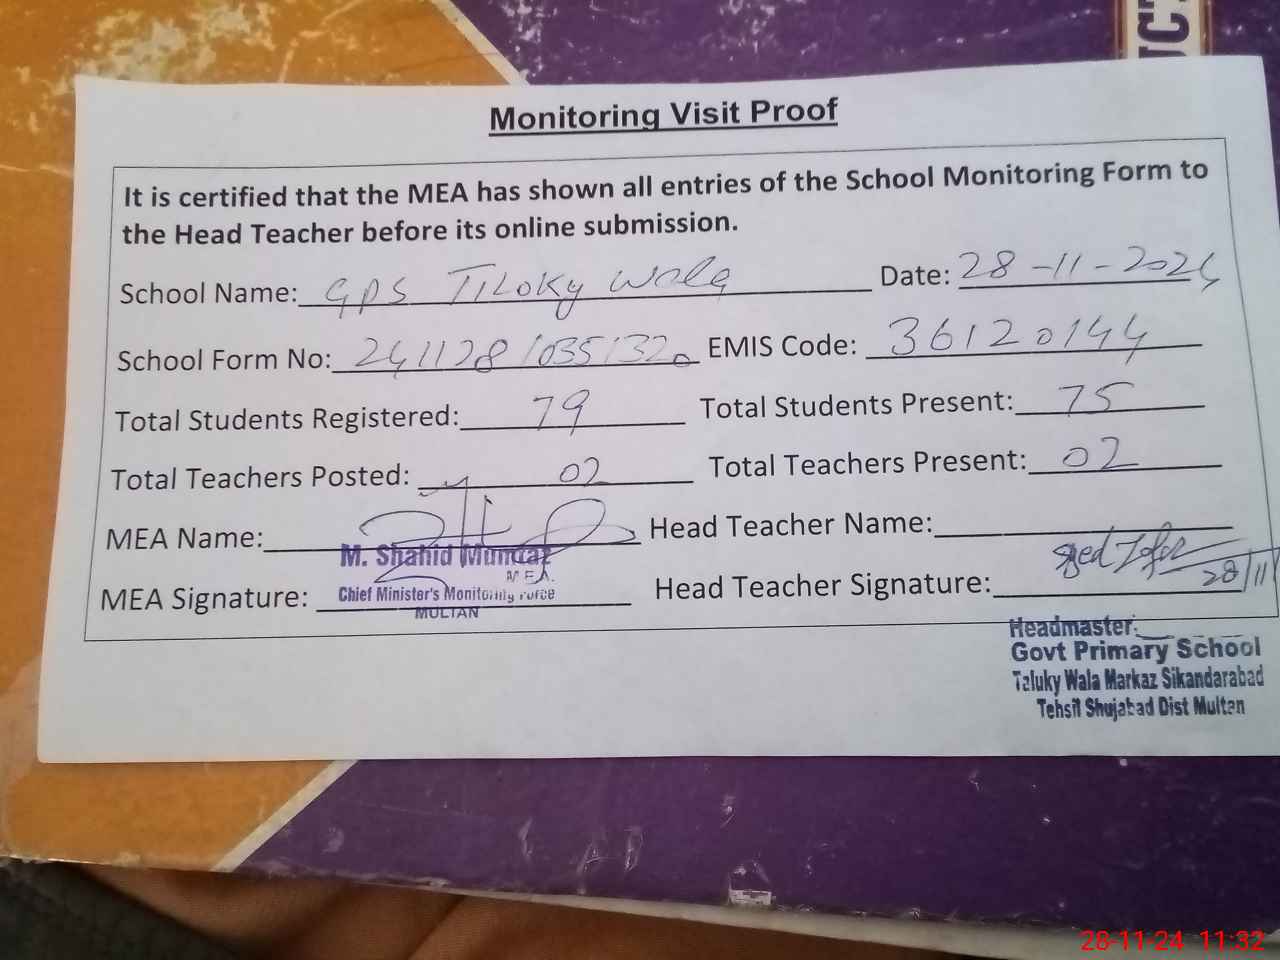 UCT
Monitoring Visit Proof
It is certified that the MEA has shown all entries of the School Monitoring Form to
the Head Teacher before its online submission.
School Name: GPS TILOKY Wala Date: 28-11-2024
School Form No: 24112810351320 EMIS Code: 36120144
Total Students Registered: 79 Total Students Present: 75
Total Teachers Posted: 02 Total Teachers Present: 02
MEA Name: Head Teacher Name:
M. Shahid Mumtaz
M.E.A.
Chief Minister's Monitoring Force
MULTAN
MEA Signature: Head Teacher Signature: 28/11
Headmaster.
Govt Primary School
Taluky Wala Markaz Sikandarabad
Tehsil Shujabad Dist Multan
28-11-24 11:32